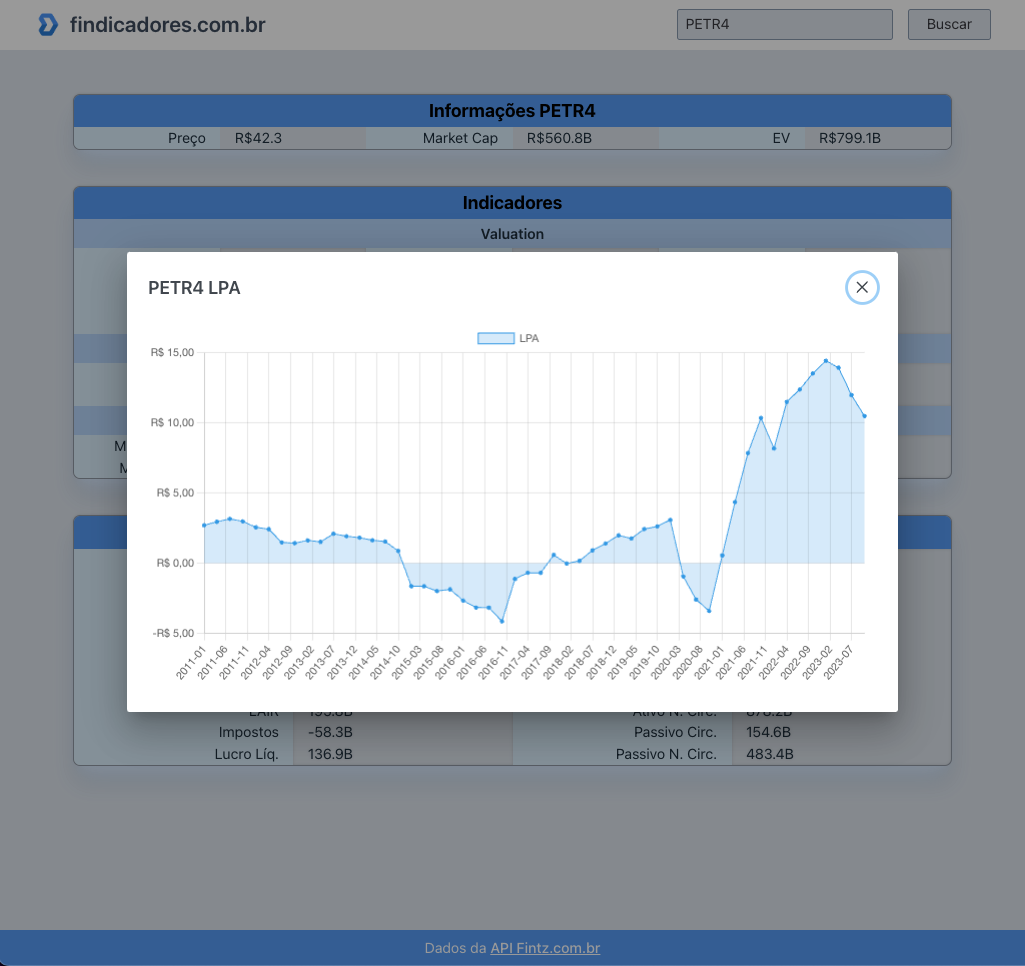 findicadores.com.br
PETR4
Buscar
Informações PETR4
Preço R$42.3 Market Cap R$560.8B EV R$799.1B
Indicadores
Valuation
PETR4 LPA
LPA
R$ 15,00
R$ 10,00
R$ 5,00
R$ 0,00
-R$ 5,00
2011-01 2011-06 2011-11 2012-04 2012-09 2013-02 2013-07 2013-12 2014-05 2014-10 2015-03 2015-08 2016-01 2016-06 2016-11 2017-04 2017-09 2018-02 2018-07 2018-12 2019-05 2019-10 2020-03 2020-08 2021-01 2021-06 2021-11 2022-04 2022-09 2023-02 2023-07
Impostos -58.3B Passivo Circ. 154.6B
Lucro Líq. 136.9B Passivo N. Circ. 483.4B
Dados da API Fintz.com.br